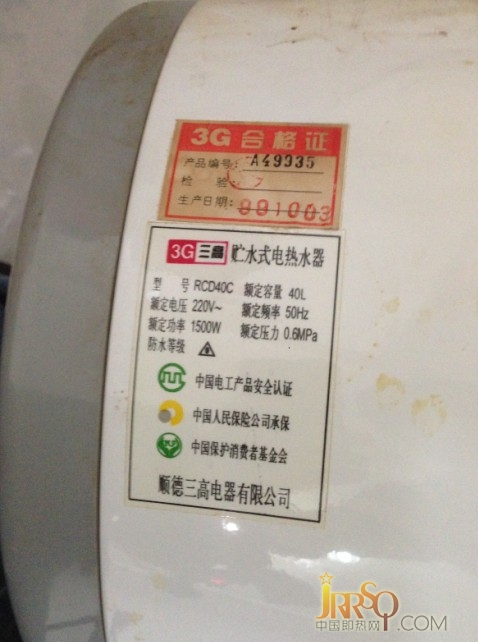 3G 合格证
产品编号: A49935
检 验:
生产日期: 991003
3G 三高 贮水式电热水器
型 号 RCD40C 额定容量 40L
额定电压 220V~ 额定频率 50Hz
额定功率 1500W 额定压力 0.6MPa
防水等级
中国电工产品安全认证
中国人民保险公司承保
中国保护消费者基金会
顺德三高电器有限公司
JRRSQ.COM
中国即热网